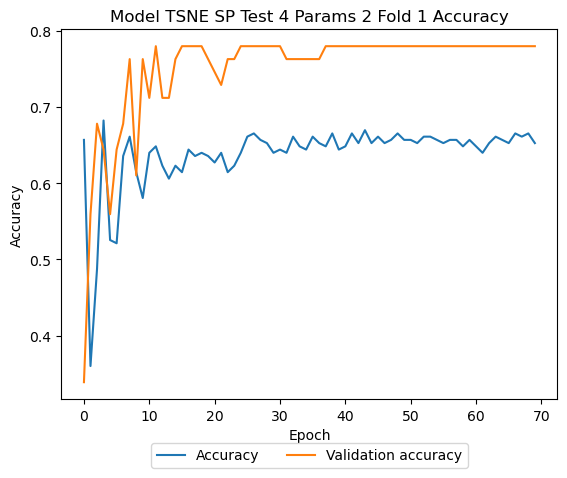 Model TSNE SP Test 4 Params 2 Fold 1 Accuracy
0.8
0.7
0.6
0.5
0.4
Accuracy
0 10 20 30 40 50 60 70
Epoch
Accuracy Validation accuracy